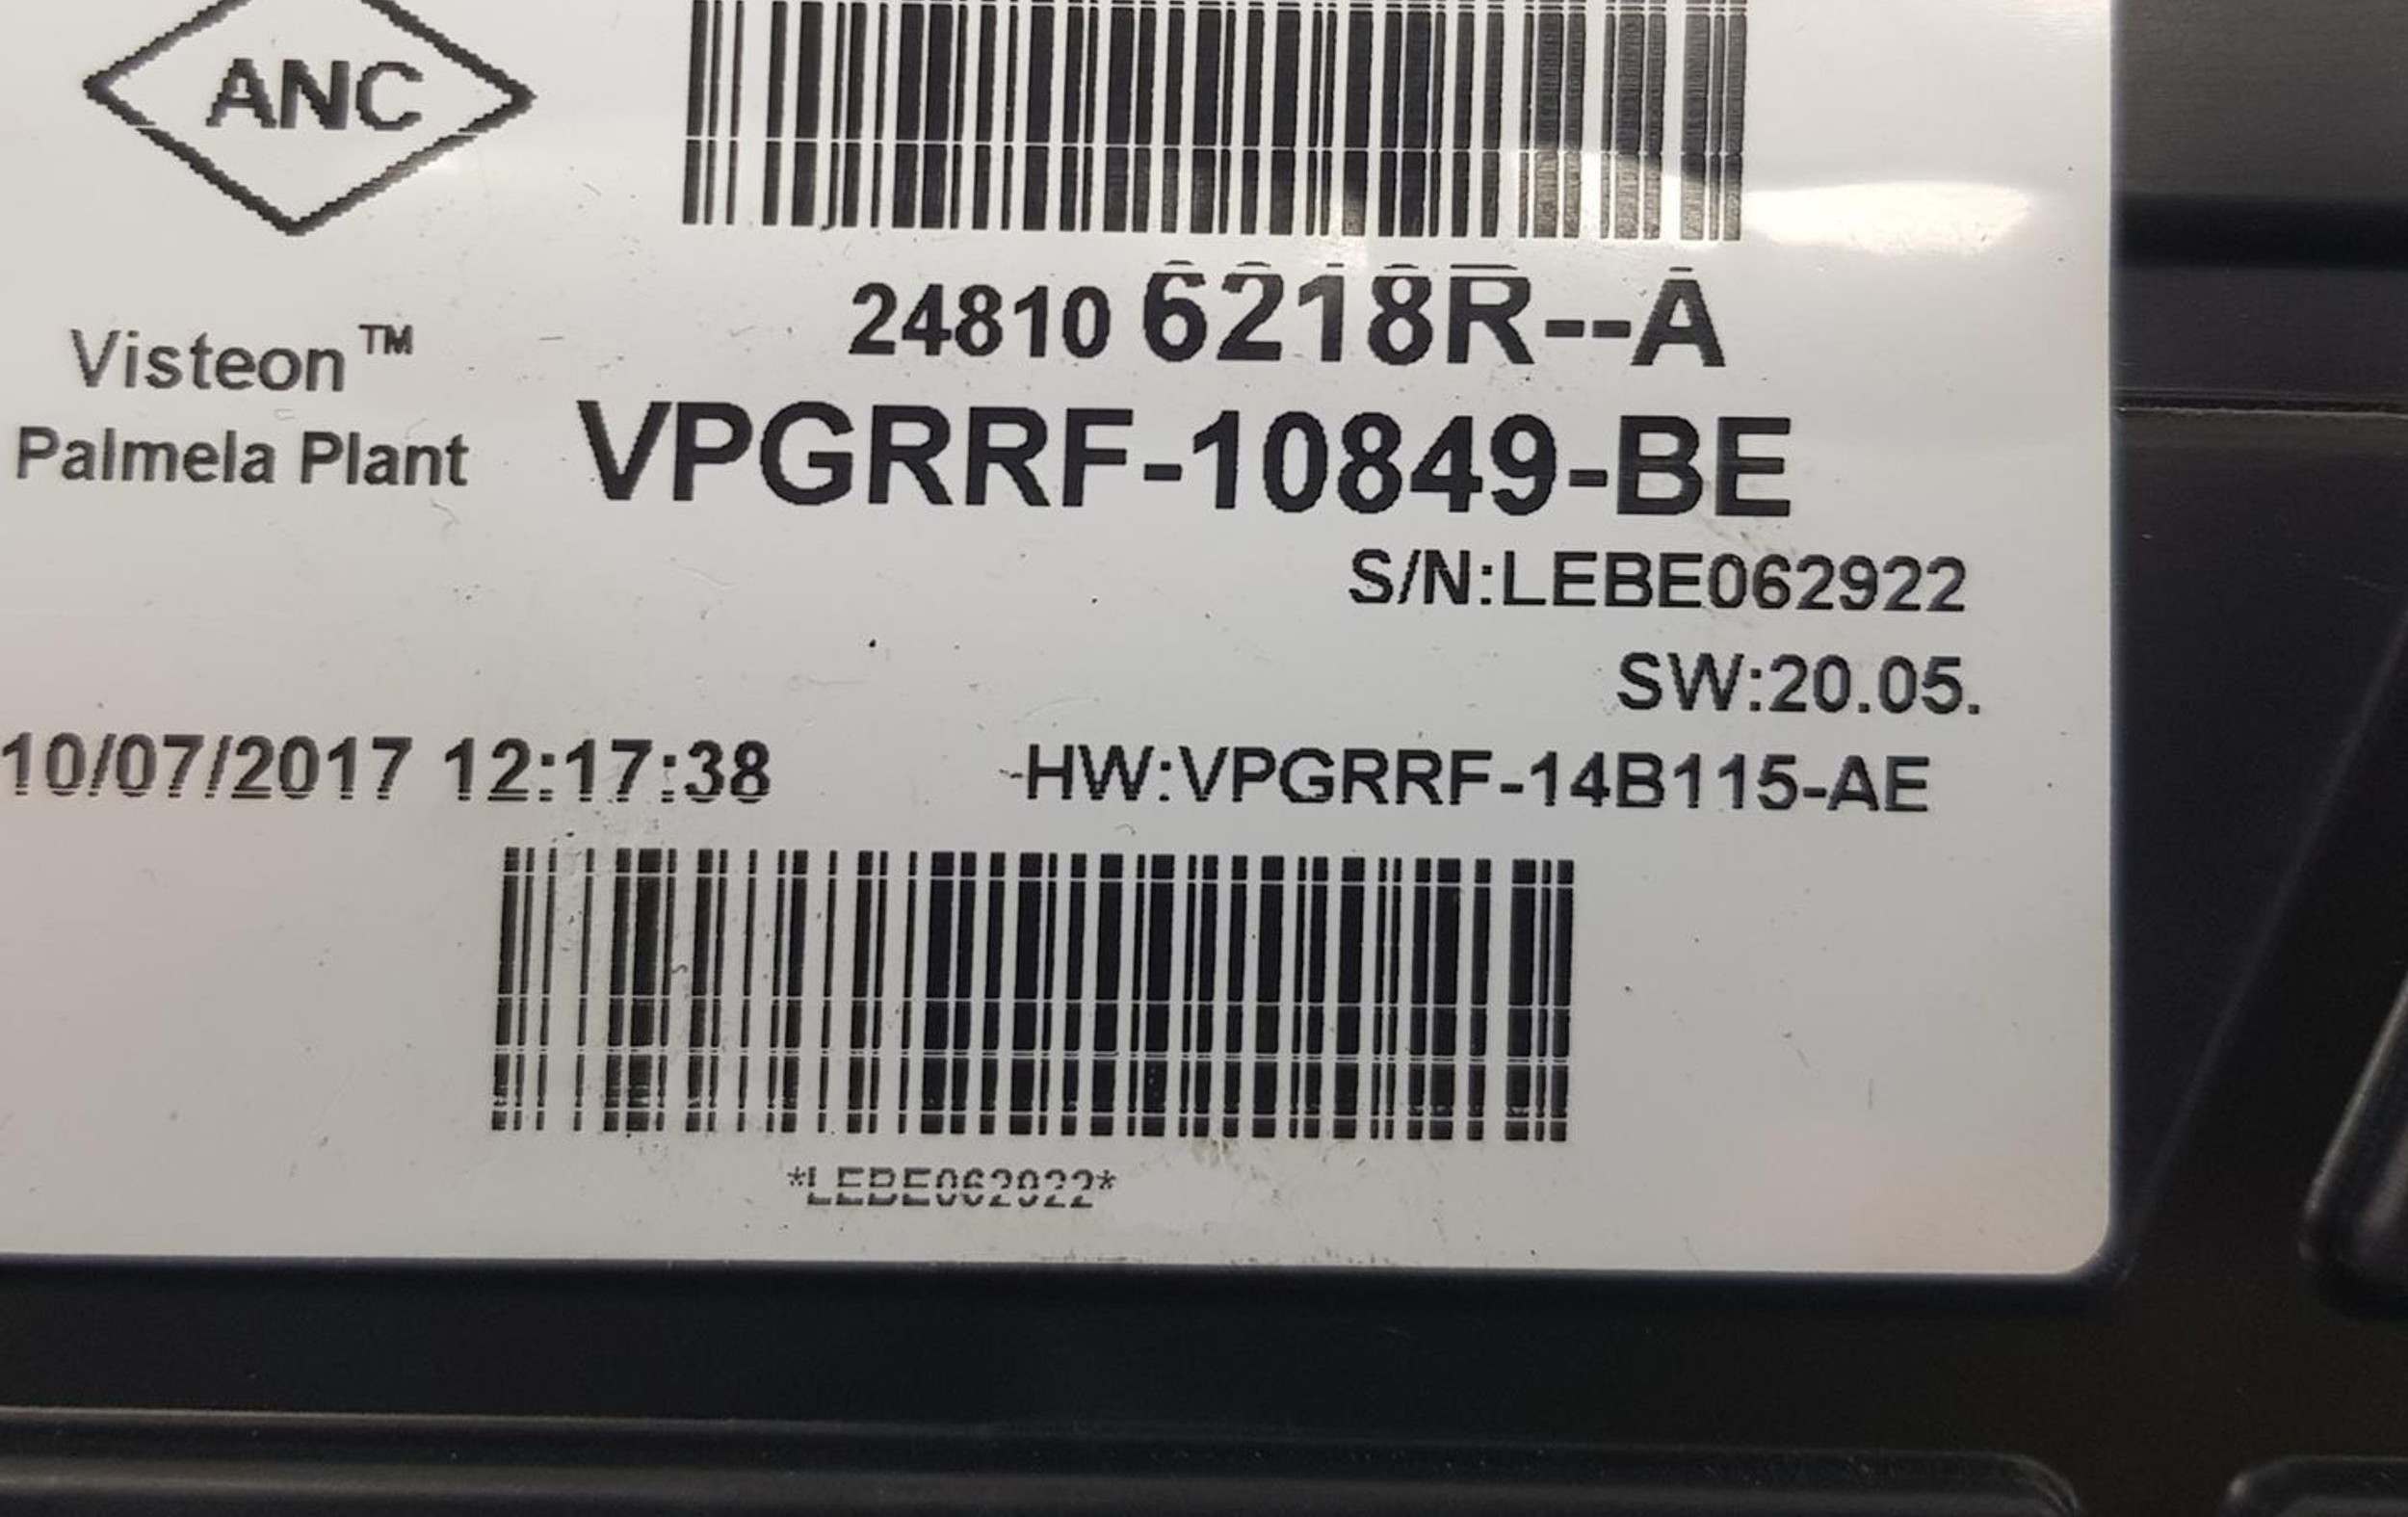 ANC
24810 6218R--A
Visteon™
Palmela Plant
VPGRRF-10849-BE
S/N:LEBE062922
SW:20.05.
10/07/2017 12:17:38
-HW:VPGRRF-14B115-AE
*LEBE062922*